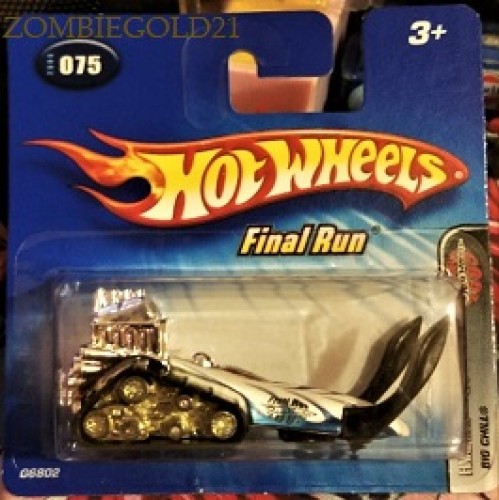 ZOMBIEGOLD21
075
3+
HOT WHEELS
Final Run
BIG CHILL®
G6802